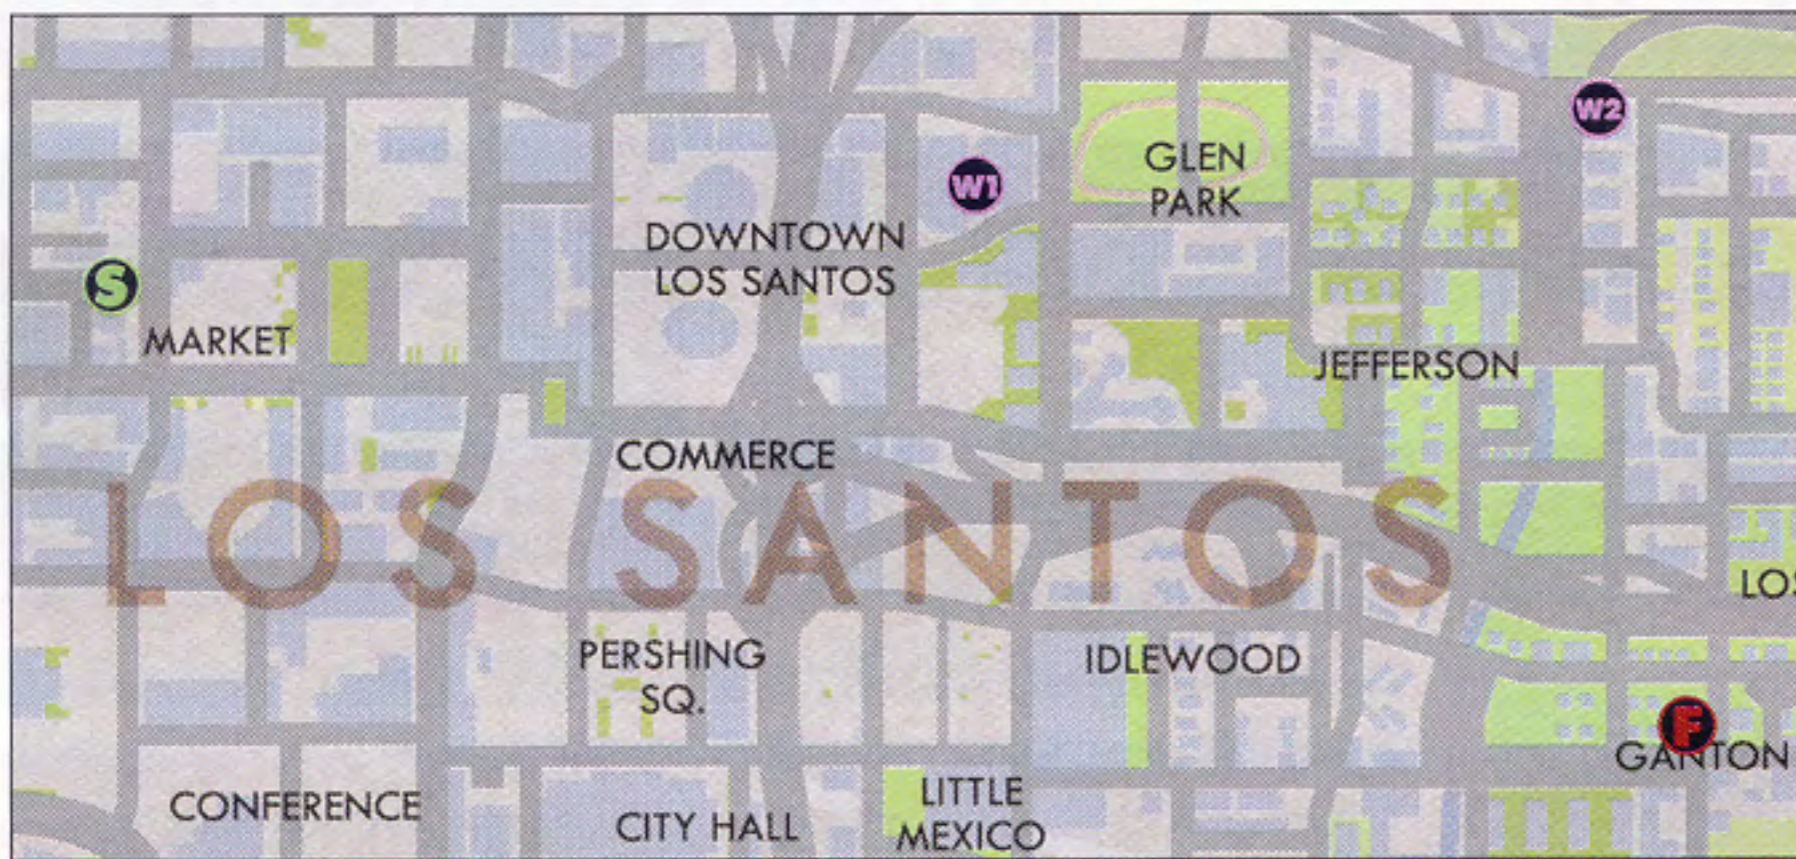 W2
GLEN
PARK
W1
DOWNTOWN
LOS SANTOS
S
MARKET
JEFFERSON
COMMERCE
LOS SANTOS
LOS
PERSHING
SQ.
IDLEWOOD
F
GANTON
CONFERENCE
CITY HALL
LITTLE
MEXICO